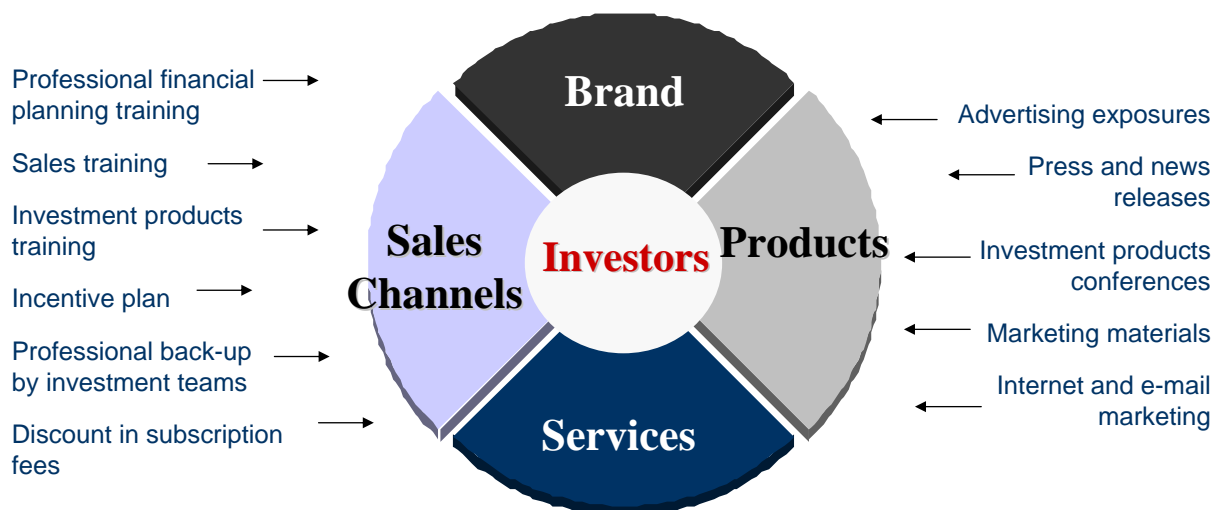 Professional financial
planning training
Sales training
Investment products
training
Incentive plan
Professional back-up
by investment teams
Discount in subscription
fees
Brand
Sales
Channels
Investors
Products
Services
Advertising exposures
Press and news
releases
Investment products
conferences
Marketing materials
Internet and e-mail
marketing